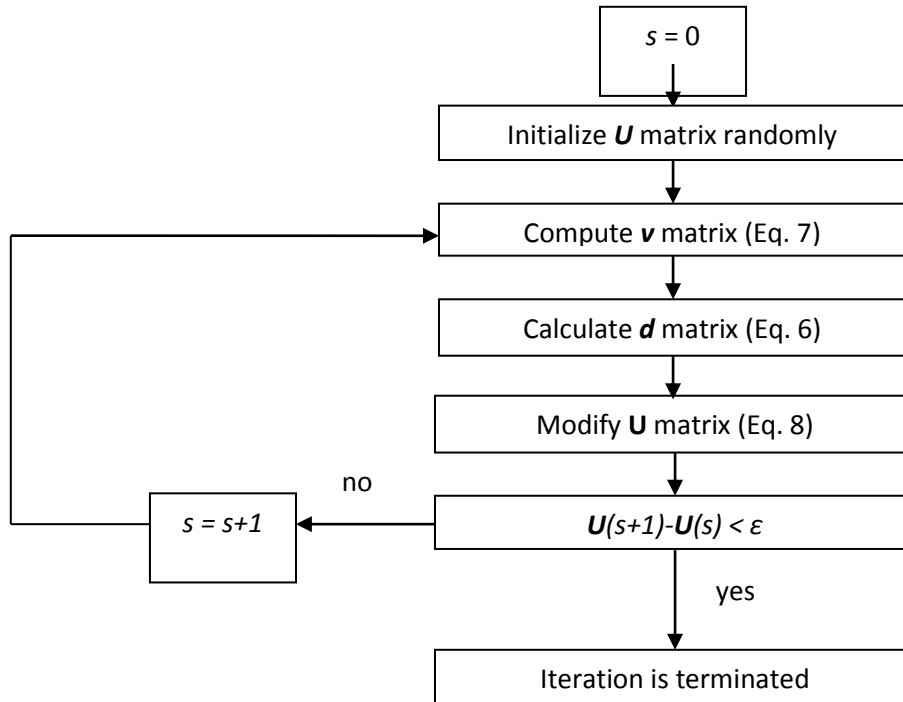 s = 0
Initialize U matrix randomly
Compute v matrix (Eq. 7)
Calculate d matrix (Eq. 6)
Modify U matrix (Eq. 8)
no
s = s+1
U(s+1)-U(s) < ε
yes
Iteration is terminated